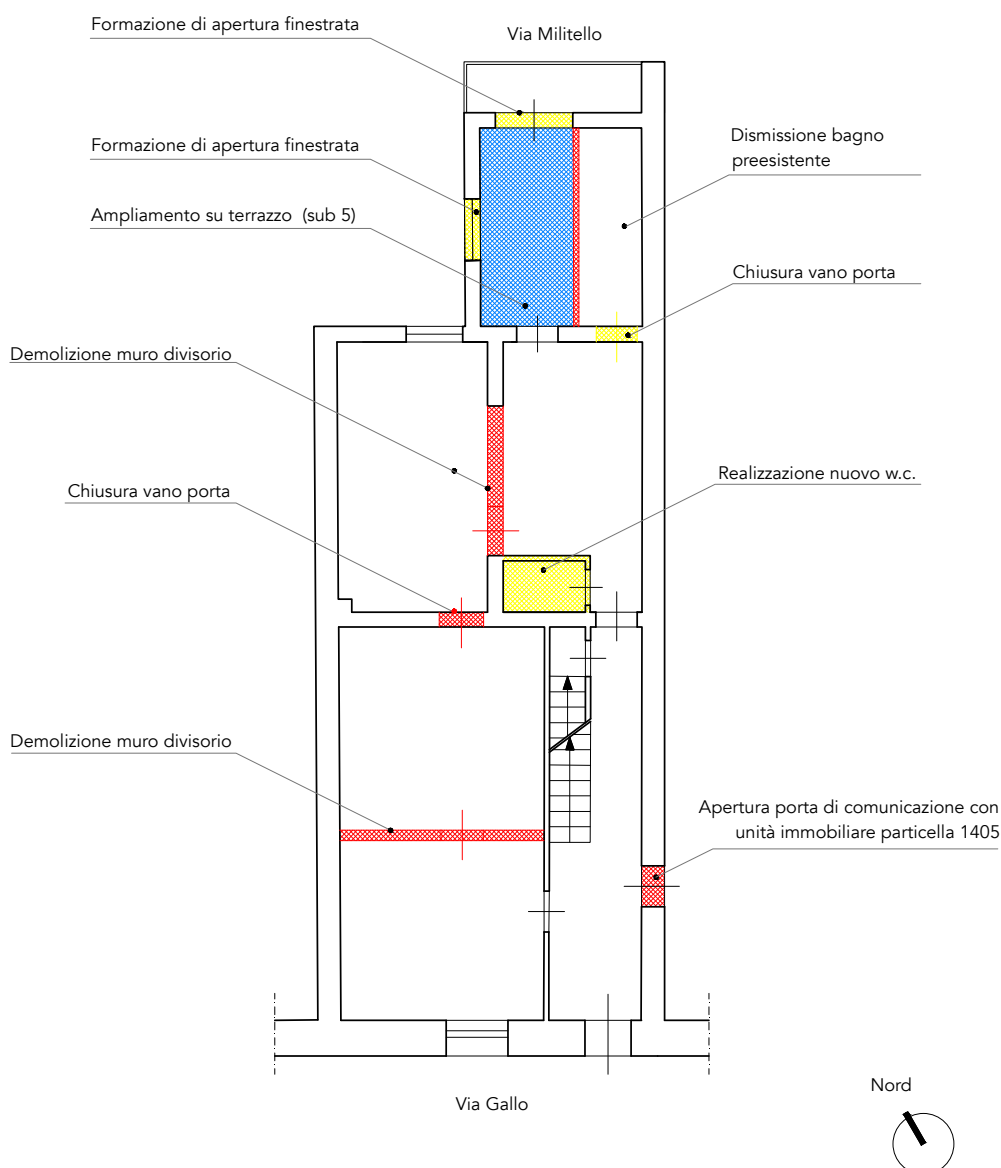 Formazione di apertura finestrata
Via Militello
Formazione di apertura finestrata
Dismissione bagno
preesistente
Ampliamento su terrazzo (sub 5)
Chiusura vano porta
Demolizione muro divisorio
Realizzazione nuovo w.c.
Chiusura vano porta
Demolizione muro divisorio
Apertura porta di comunicazione con
unità immobiliare particella 1405
Nord
Via Gallo